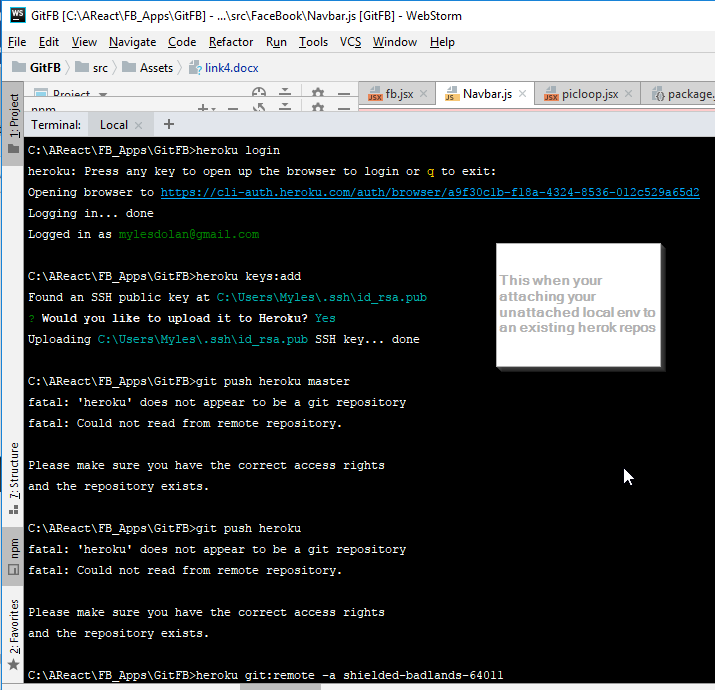 WS GitFB [C:\AReact\FB_Apps\GitFB] - ...\src\FaceBook\Navbar.js [GitFB] - WebStorm
File Edit View Navigate Code Refactor Run Tools VCS Window Help
GitFB src Assets link4.docx
1: Project
Project
fb.jsx Navbar.js picloop.jsx package.
npm
Terminal: Local +
C:\AReact\FB_Apps\GitFB>heroku login
heroku: Press any key to open up the browser to login or q to exit:
Opening browser to https://cli-auth.heroku.com/auth/browser/a9f30c1b-f18a-4324-8536-012c529a65d2
Logging in... done
Logged in as mylesdolan@gmail.com
C:\AReact\FB_Apps\GitFB>heroku keys:add
Found an SSH public key at C:\Users\Myles\.ssh\id_rsa.pub
? Would you like to upload it to Heroku? Yes
Uploading C:\Users\Myles\.ssh\id_rsa.pub SSH key... done
This when your
attaching your
unattached local env to
an existing herok repos
C:\AReact\FB_Apps\GitFB>git push heroku master
fatal: 'heroku' does not appear to be a git repository
fatal: Could not read from remote repository.
Please make sure you have the correct access rights
and the repository exists.
C:\AReact\FB_Apps\GitFB>git push heroku
fatal: 'heroku' does not appear to be a git repository
fatal: Could not read from remote repository.
Please make sure you have the correct access rights
and the repository exists.
C:\AReact\FB_Apps\GitFB>heroku git:remote -a shielded-badlands-64011
7: Structure
npm
2: Favorites